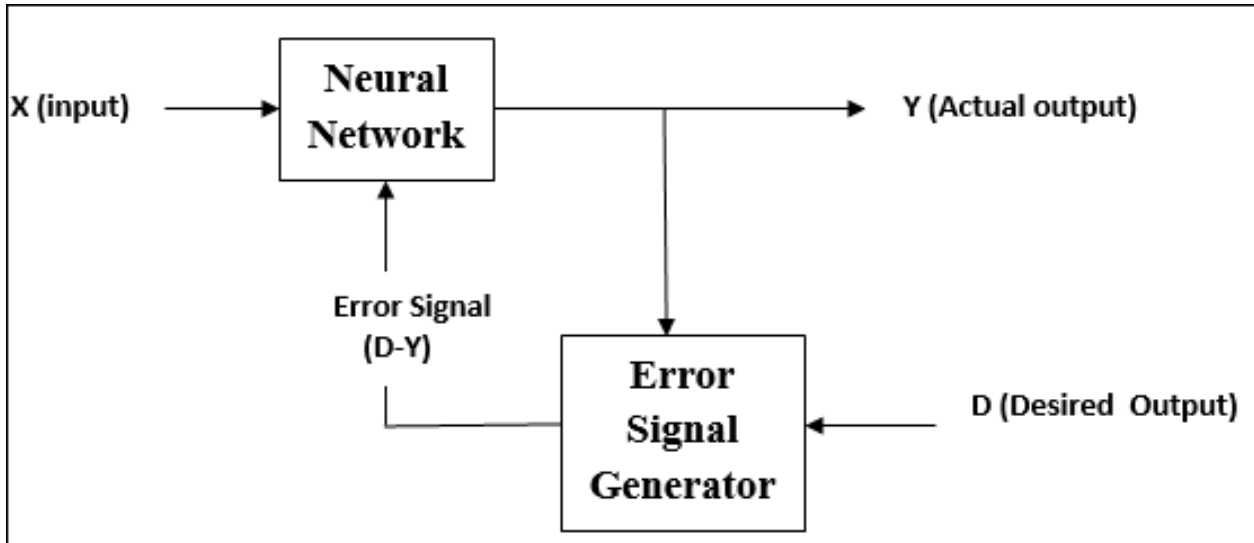 X (input)
Neural
Network
Y (Actual output)
Error Signal
(D-Y)
Error
Signal
Generator
D (Desired Output)